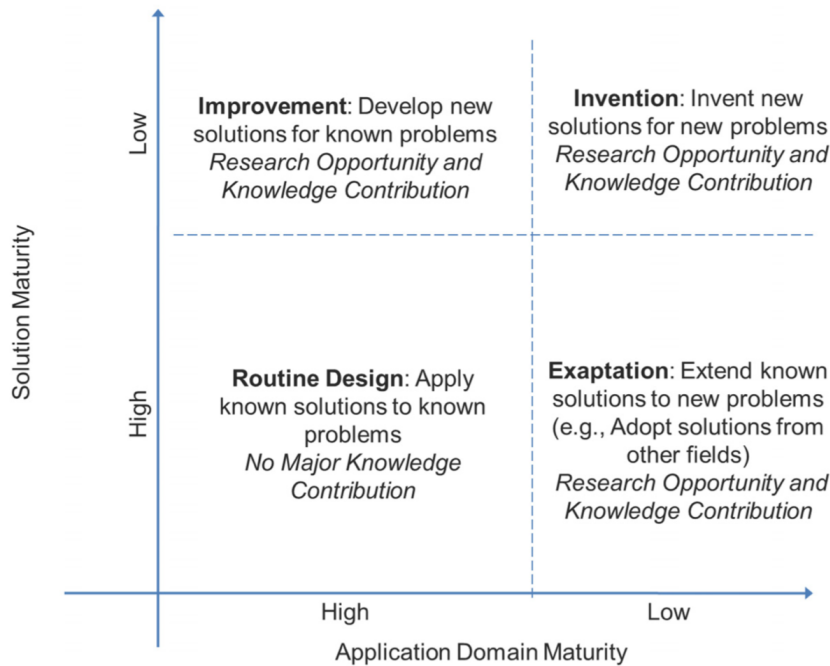 Solution Maturity
Low
High
Improvement: Develop new
solutions for known problems
Research Opportunity and
Knowledge Contribution
Invention: Invent new
solutions for new problems
Research Opportunity and
Knowledge Contribution
Routine Design: Apply
known solutions to known
problems
No Major Knowledge
Contribution
Exaptation: Extend known
solutions to new problems
(e.g., Adopt solutions from
other fields)
Research Opportunity and
Knowledge Contribution
High
Low
Application Domain Maturity